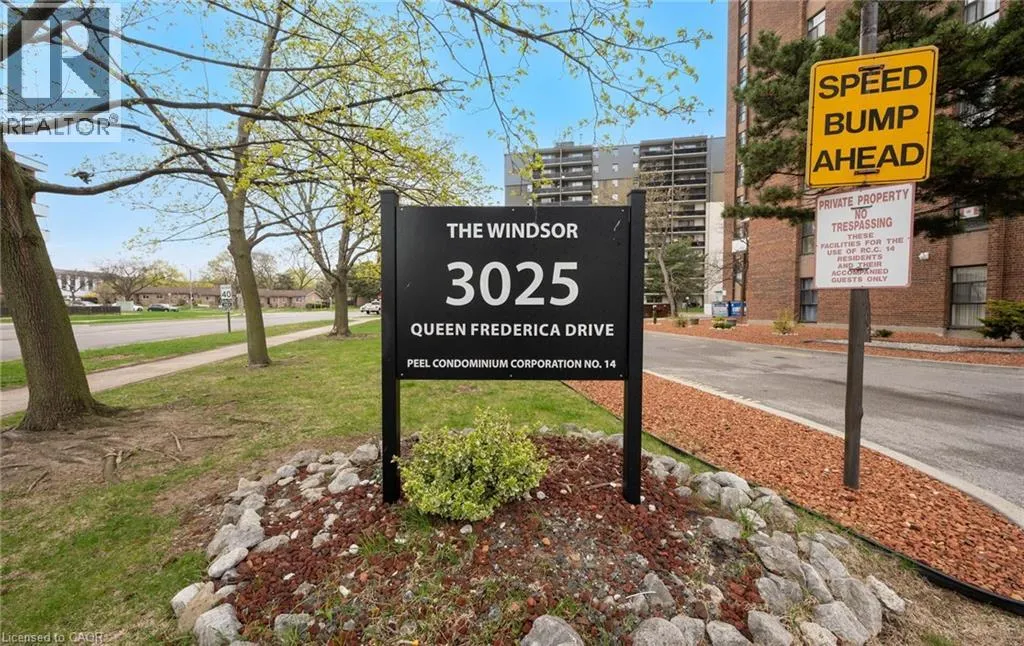 REALTOR®
SPEED
BUMP
AHEAD
PRIVATE PROPERTY
NO
TRESPASSING
THESE
FACILITIES FOR THE
USE OF P.C.C. 14
RESIDENTS
AND THEIR
ACCOMPANIED
GUESTS ONLY
THE WINDSOR
3025
QUEEN FREDERICA DRIVE
PEEL CONDOMINIUM CORPORATION NO. 14
40
Licensed to CAOR